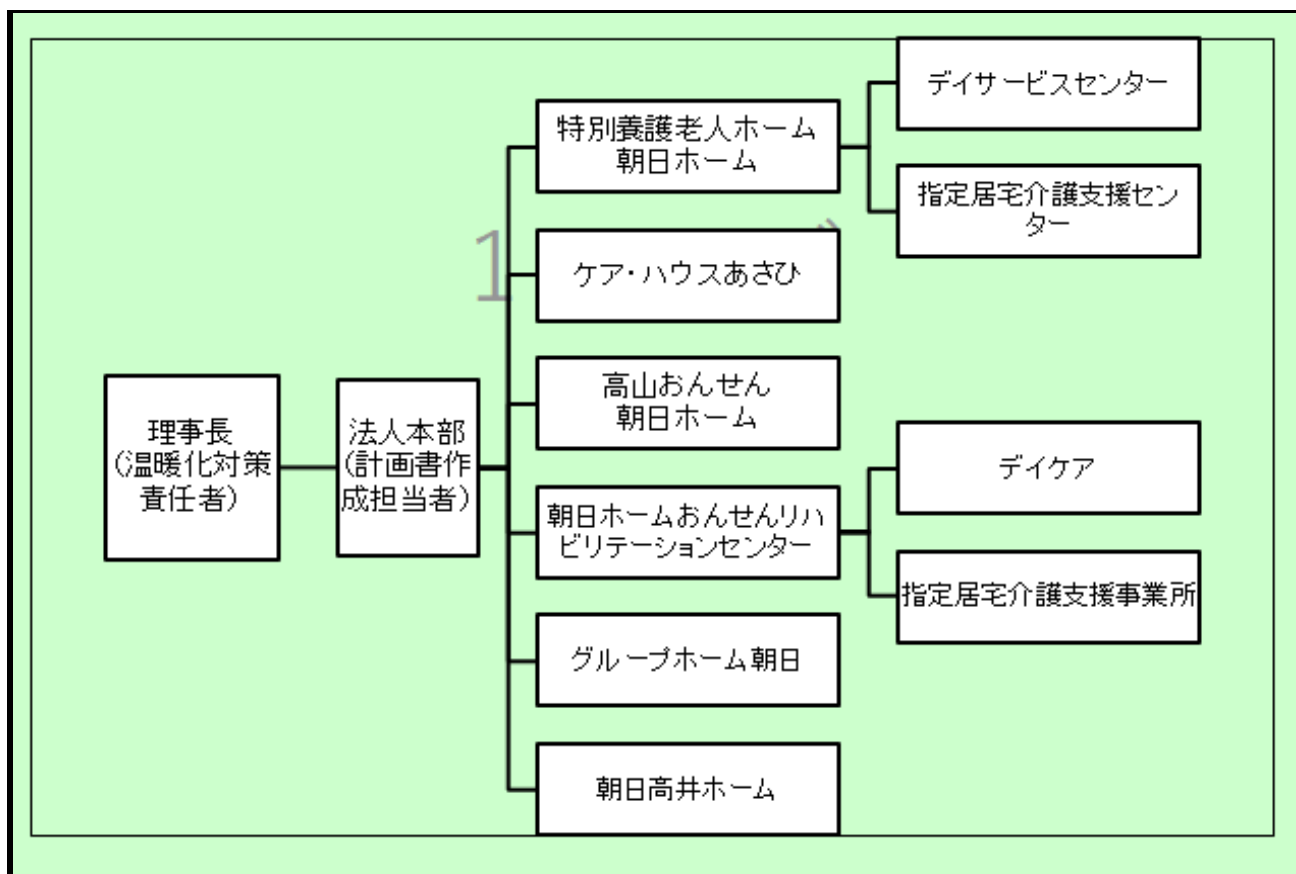 理事長
(温暖化対策
責任者)
法人本部
(計画書作
成担当者)
特別養護老人ホーム
朝日ホーム
デイサービスセンター
指定居宅介護支援セン
ター
ケア・ハウスあさひ
高山おんせん
朝日ホーム
朝日ホームおんせんリハ
ビリテーションセンター
デイケア
指定居宅介護支援事業所
グループホーム朝日
朝日高井ホーム
1